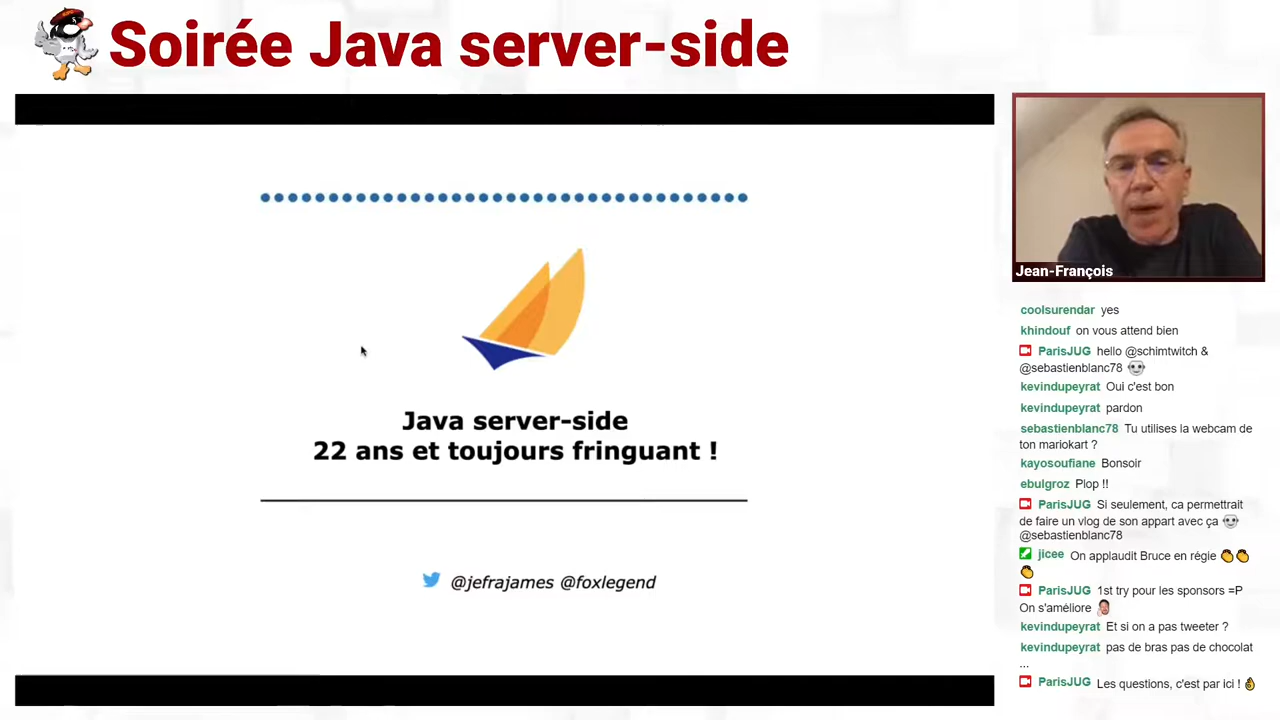 Soirée Java server-side
Java server-side
22 ans et toujours fringuant !
@jefrajames @foxlegend
Jean-François
coolsurendar yes
khindouf on vous attend bien
ParisJUG hello @schimtwitch &
@sebastienblanc78
kevindupeyrat Oui c'est bon
kevindupeyrat pardon
sebastienblanc78 Tu utilises la webcam de
ton mariokart ?
kayosoufiane Bonsoir
ebulgroz Plop !!
ParisJUG Si seulement, ca permettrait
de faire un vlog de son appart avec ça
@sebastienblanc78
jicee On applaudit Bruce en régie
ParisJUG 1st try pour les sponsors =P
On s'améliore
kevindupeyrat Et si on a pas tweeter ?
kevindupeyrat pas de bras pas de chocolat
...
ParisJUG Les questions, c'est par ici !